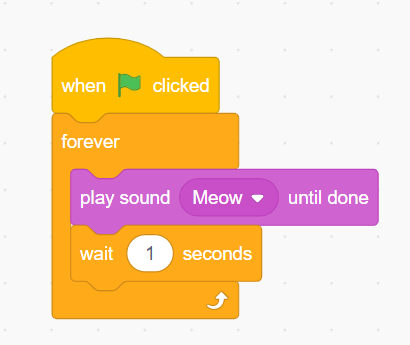 when clicked
forever
play sound Meow until done
wait 1 seconds